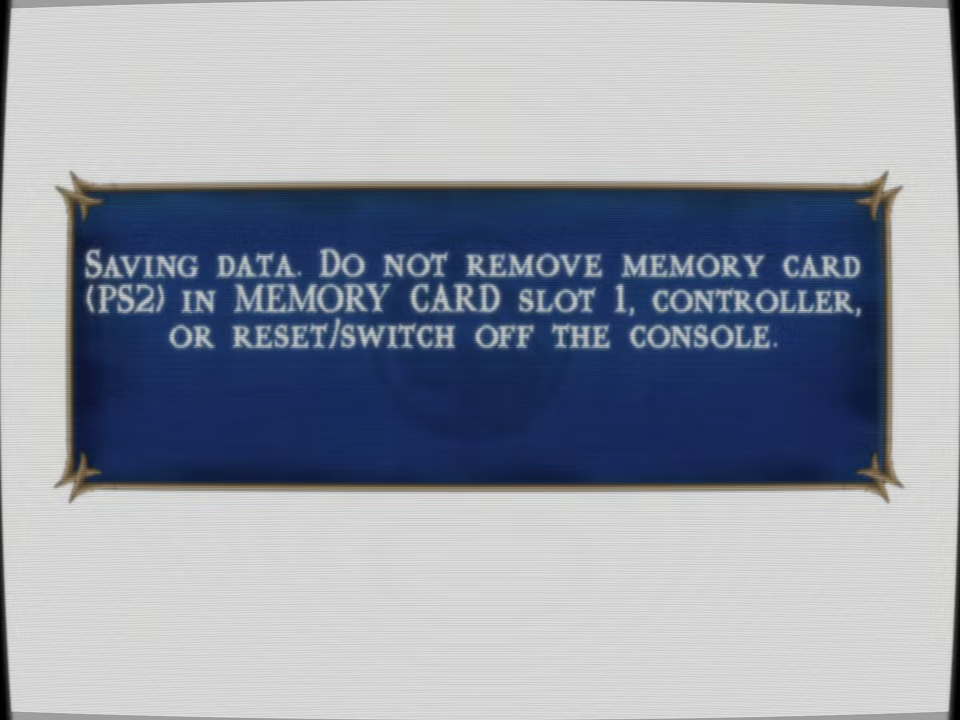 Saving data. Do not remove memory card
(PS2) in MEMORY CARD slot 1, controller,
or reset/switch off the console.